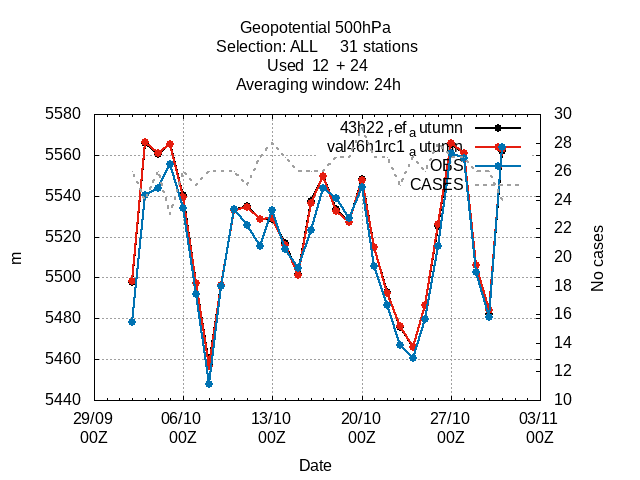 Geopotential 500hPa
Selection: ALL 31 stations
Used 12 + 24
Averaging window: 24h
5580
5560
5540
5520
5500
5480
5460
5440
m
30
28
26
24
22
20
18
16
14
12
10
No cases
43h22 ref a utumn
val46h1rc1 a utumn
OBS
CASES
29/09 06/10 13/10 20/10 27/10 03/11
00Z 00Z 00Z 00Z 00Z 00Z
Date